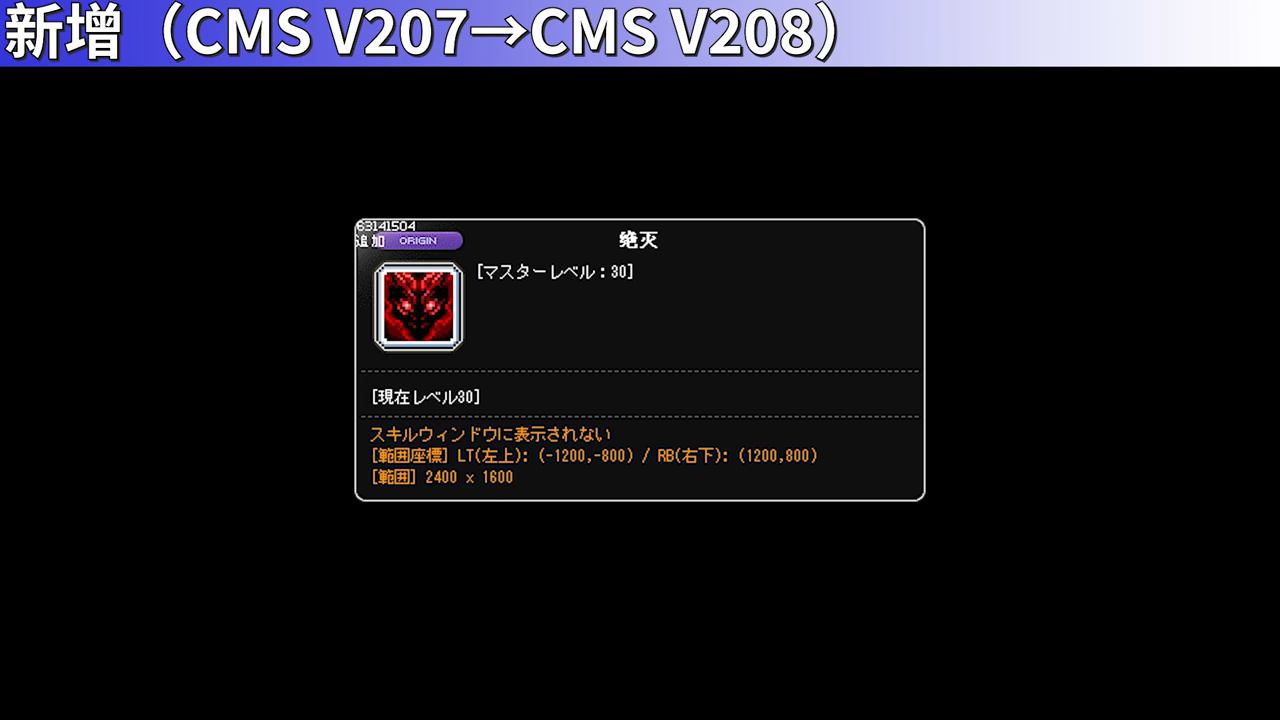 新增（CMS V207→CMS V208）
63141504
追加 ORIGIN
绝灭
[マスターレベル：30]
[現在レベル30]
スキルウィンドウに表示されない
[範囲座標] LT(左上): (-1200,-800) / RB(右下): (1200,800)
[範囲] 2400 x 1600